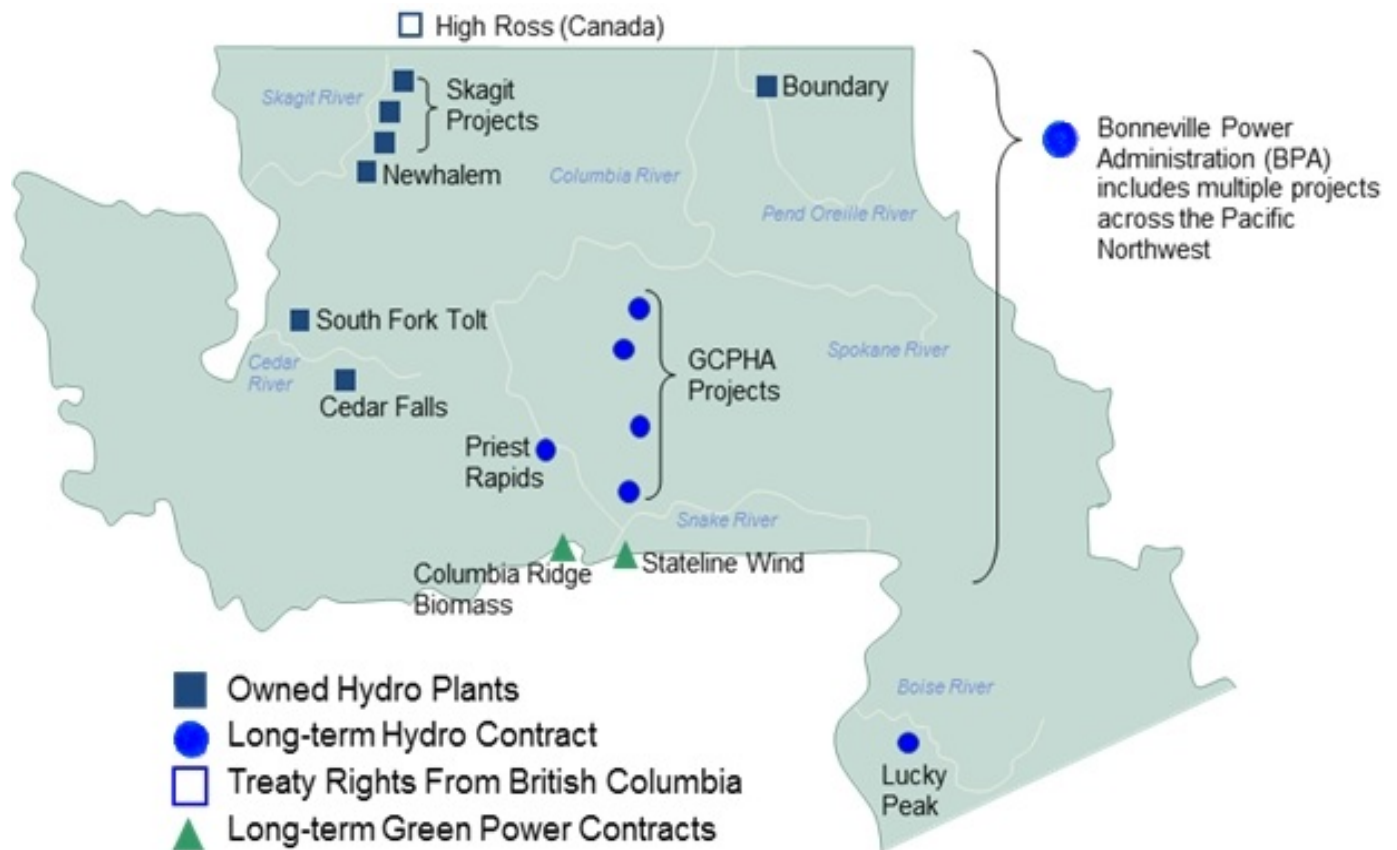 High Ross (Canada)
Skagit River
Skagit
Projects
Boundary
Bonneville Power
Administration (BPA)
includes multiple projects
across the Pacific
Northwest
Newhalem
Columbia River
Pend Oreille River
South Fork Tolt
Cedar
River
Cedar Falls
GCPHA
Projects
Spokane River
Priest
Rapids
Snake River
Columbia Ridge
Biomass
Stateline Wind
Owned Hydro Plants
Long-term Hydro Contract
Treaty Rights From British Columbia
Long-term Green Power Contracts
Boise River
Lucky
Peak